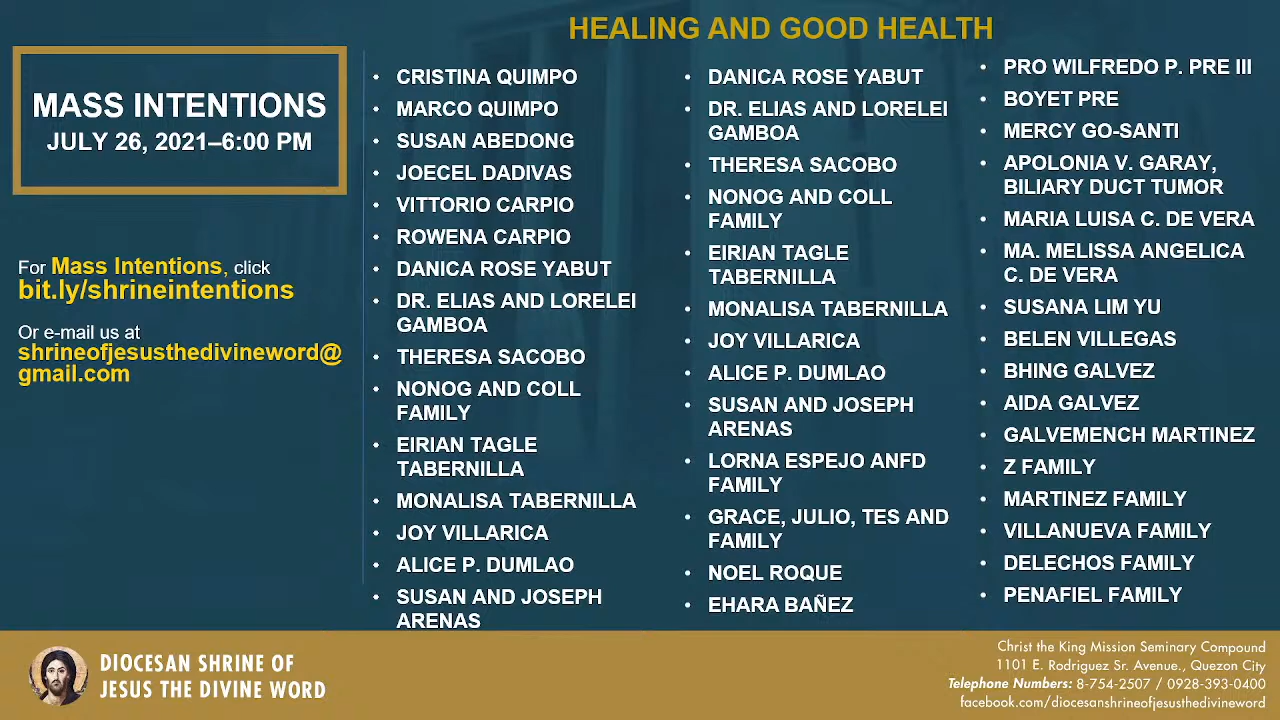 HEALING AND GOOD HEALTH
MASS INTENTIONS
JULY 26, 2021–6:00 PM
For Mass Intentions, click
bit.ly/shrineintentions
Or e-mail us at
shrineofjesusthedivineword@
gmail.com
• CRISTINA QUIMPO
• MARCO QUIMPO
• SUSAN ABEDONG
• JOECEL DADIVAS
• VITTORIO CARPIO
• ROWENA CARPIO
• DANICA ROSE YABUT
• DR. ELIAS AND LORELEI
GAMBOA
• THERESA SACOBO
• NONOG AND COLL
FAMILY
• EIRIAN TAGLE
TABERNILLA
• MONALISA TABERNILLA
• JOY VILLARICA
• ALICE P. DUMLAO
• SUSAN AND JOSEPH
ARENAS
• DANICA ROSE YABUT
• DR. ELIAS AND LORELEI
GAMBOA
• THERESA SACOBO
• NONOG AND COLL
FAMILY
• EIRIAN TAGLE
TABERNILLA
• MONALISA TABERNILLA
• JOY VILLARICA
• ALICE P. DUMLAO
• SUSAN AND JOSEPH
ARENAS
• LORNA ESPEJO ANFD
FAMILY
• GRACE, JULIO, TES AND
FAMILY
• NOEL ROQUE
• EHARA BAÑEZ
• PRO WILFREDO P. PRE III
• BOYET PRE
• MERCY GO-SANTI
• APOLONIA V. GARAY,
BILIARY DUCT TUMOR
• MARIA LUISA C. DE VERA
• MA. MELISSA ANGELICA
C. DE VERA
• SUSANA LIM YU
• BELEN VILLEGAS
• BHING GALVEZ
• AIDA GALVEZ
• GALVEMENCH MARTINEZ
• Z FAMILY
• MARTINEZ FAMILY
• VILLANUEVA FAMILY
• DELECHOS FAMILY
• PENAFIEL FAMILY
DIOCESAN SHRINE OF
JESUS THE DIVINE WORD
Christ the King Mission Seminary Compound
1101 E. Rodriguez Sr. Avenue., Quezon City
Telephone Numbers: 8-754-2507 / 0928-393-0400
facebook.com/diocesanshrineofjesusthedivineword